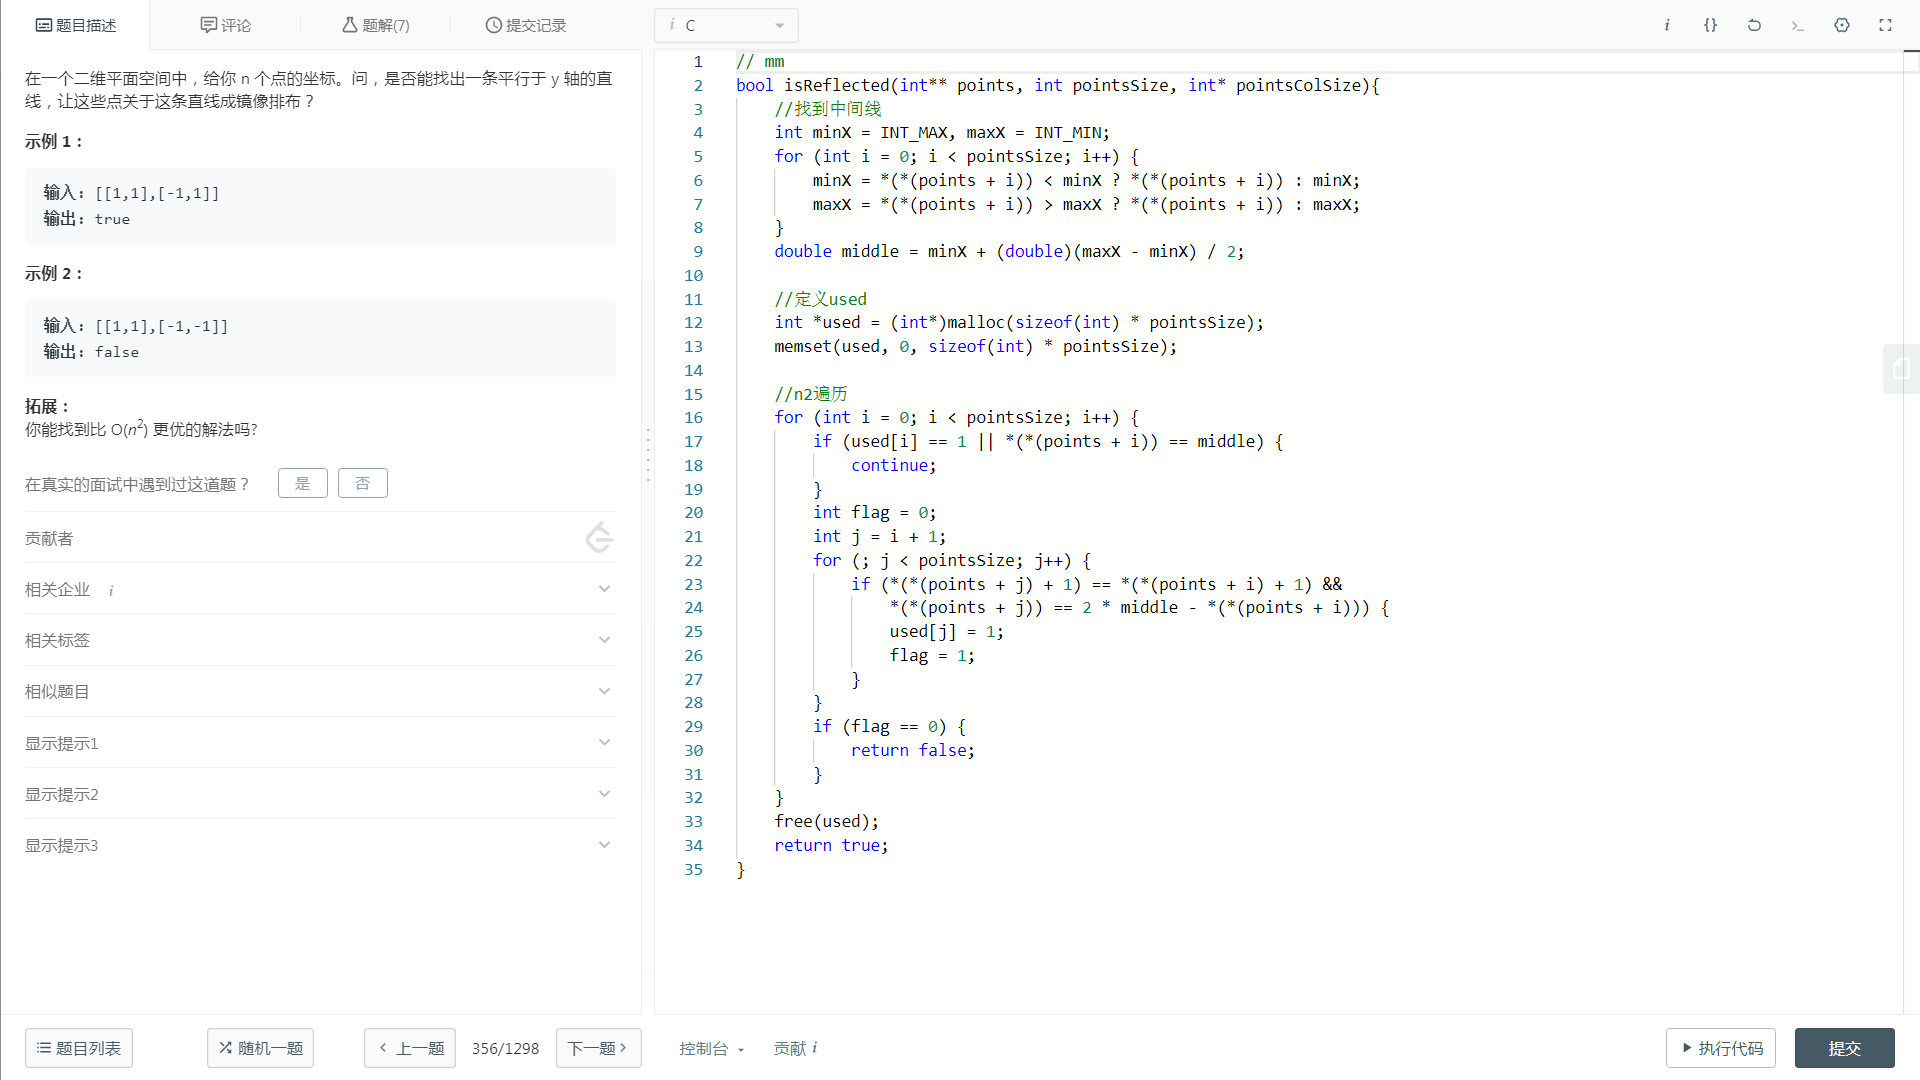 题目描述
评论
题解(7)
提交记录
i C
i {} >_
在一个二维平面空间中，给你 n 个点的坐标。问，是否能找出一条平行于 y 轴的直
线，让这些点关于这条直线成镜像排布？
示例 1：
输入：[[1,1],[-1,1]]
输出：true
示例 2：
输入：[[1,1],[-1,-1]]
输出：false
拓展：
你能找到比 O(n²) 更优的解法吗?
在真实的面试中遇到过这道题？ 是 否
贡献者
相关企业 i
相关标签
相似题目
显示提示1
显示提示2
显示提示3
1 // mm
2 bool isReflected(int** points, int pointsSize, int* pointsColSize){
3     //找到中间线
4     int minX = INT_MAX, maxX = INT_MIN;
5     for (int i = 0; i < pointsSize; i++) {
6         minX = *(*(points + i)) < minX ? *(*(points + i)) : minX;
7         maxX = *(*(points + i)) > maxX ? *(*(points + i)) : maxX;
8     }
9     double middle = minX + (double)(maxX - minX) / 2;
10
11     //定义used
12     int *used = (int*)malloc(sizeof(int) * pointsSize);
13     memset(used, 0, sizeof(int) * pointsSize);
14
15     //n2遍历
16     for (int i = 0; i < pointsSize; i++) {
17         if (used[i] == 1 || *(*(points + i)) == middle) {
18             continue;
19         }
20         int flag = 0;
21         int j = i + 1;
22         for (; j < pointsSize; j++) {
23             if (*(*(points + j) + 1) == *(*(points + i) + 1) &&
24                 *(*(points + j)) == 2 * middle - *(*(points + i))) {
25                 used[j] = 1;
26                 flag = 1;
27             }
28         }
29         if (flag == 0) {
30             return false;
31         }
32     }
33     free(used);
34     return true;
35 }
题目列表
随机一题
上一题
356/1298
下一题
控制台
贡献 i
执行代码
提交